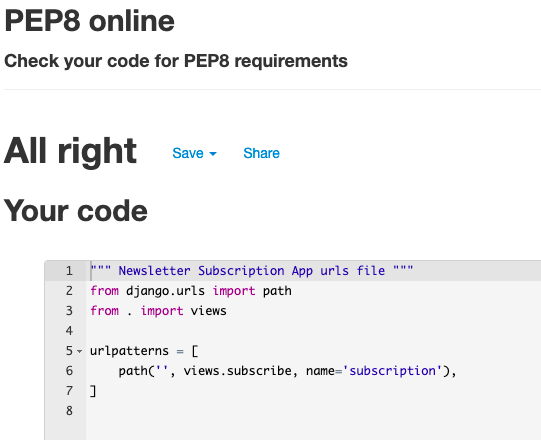 PEP8 online
Check your code for PEP8 requirements
All right Save Share
Your code
1 """ Newsletter Subscription App urls file """
2 from django.urls import path
3 from . import views
4
5 urlpatterns = [
6     path('', views.subscribe, name='subscription'),
7 ]
8